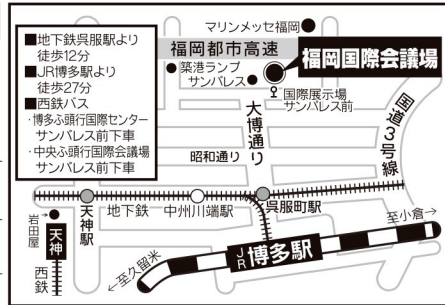 ■地下鉄呉服駅より
徒歩12分
■JR博多駅より
徒歩27分
■西鉄バス
・博多ふ頭行国際センター
サンパレス前下車
・中央ふ頭行国際会議場
サンパレス前下車
マリンメッセ福岡
福岡都市高速
築港ランプ
サンパレス
福岡国際会議場
国際展示場
サンパレス前
大博通り
国道3号線
昭和通り
天神駅
地下鉄
中州川端駅
呉服町駅
岩田屋
天神
西鉄
至久留米
JR博多駅
至小倉